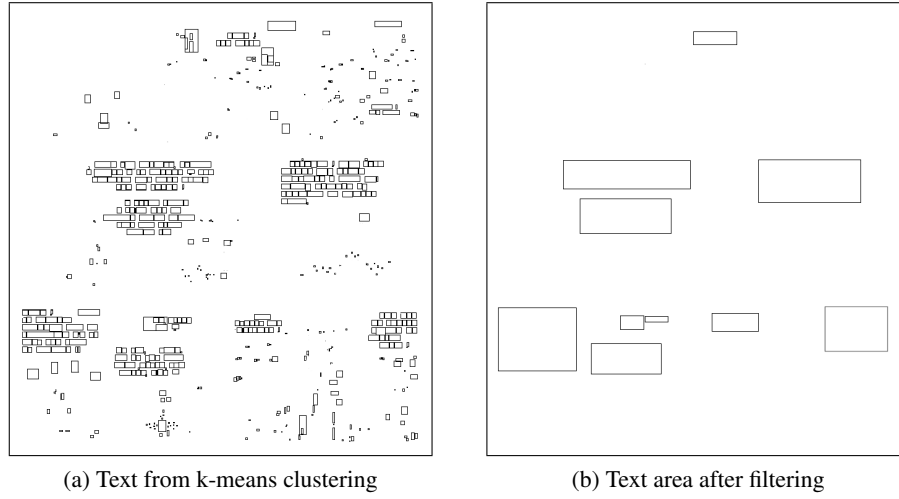 (a) Text from k-means clustering
(b) Text area after filtering